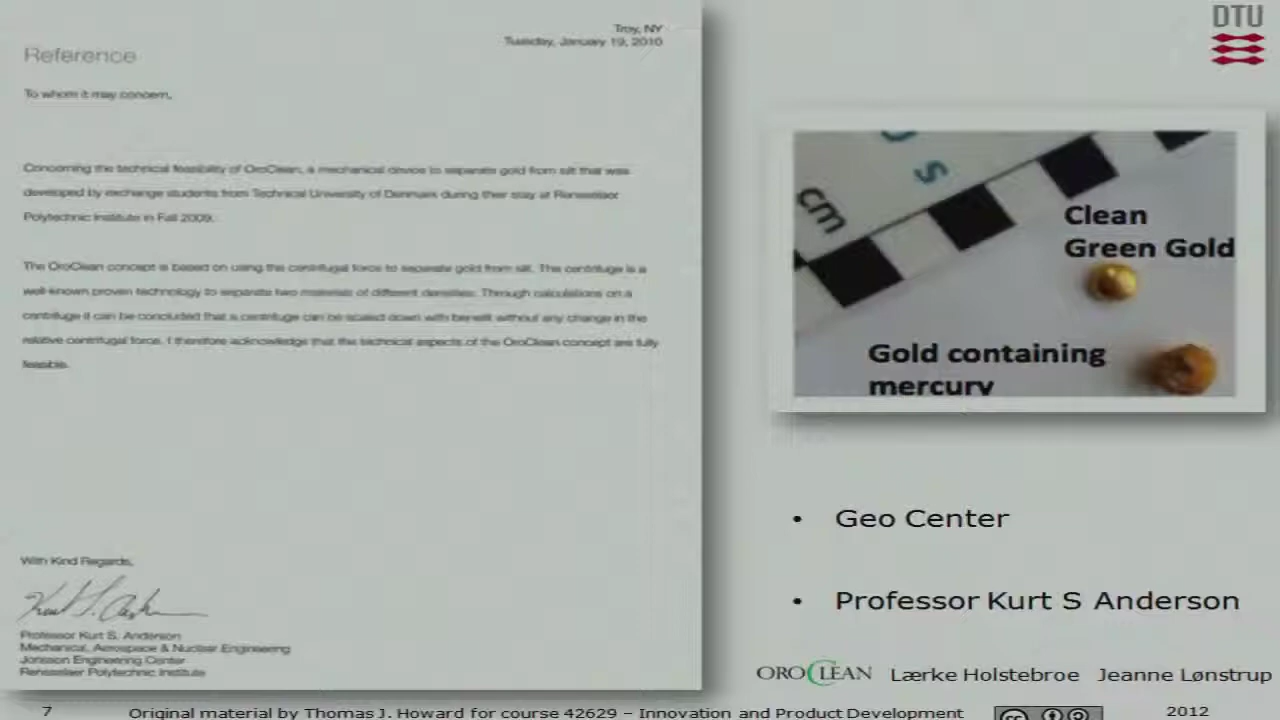 Troy, NY
Tuesday, January 19, 2010
Reference
To whom it may concern,
Concerning the technical feasibility of OroClean, a mechanical device to separate gold from silt that was
developed by exchange students from Technical University of Denmark during their stay at Rensselaer
Polytechnic Institute in Fall 2009.
The OroClean concept is based on using the centrifugal force to separate gold from silt. The centrifuge is a
well-known proven technology to separate two materials of different densities. Through calculations on a
centrifuge it can be concluded that a centrifuge can be scaled down with benefit without any change in the
relative centrifugal force. I therefore acknowledge that the technical aspects of the OroClean concept are fully
feasible.
With Kind Regards,
Professor Kurt S. Anderson
Mechanical, Aerospace & Nuclear Engineering
Jonsson Engineering Center
Rensselaer Polytechnic Institute
DTU
s
cm
Clean
Green Gold
Gold containing
mercury
• Geo Center
• Professor Kurt S Anderson
OROCLEAN Lærke Holstebroe Jeanne Lønstrup
7 Original material by Thomas J. Howard for course 42629 – Innovation and Product Development cc 2012